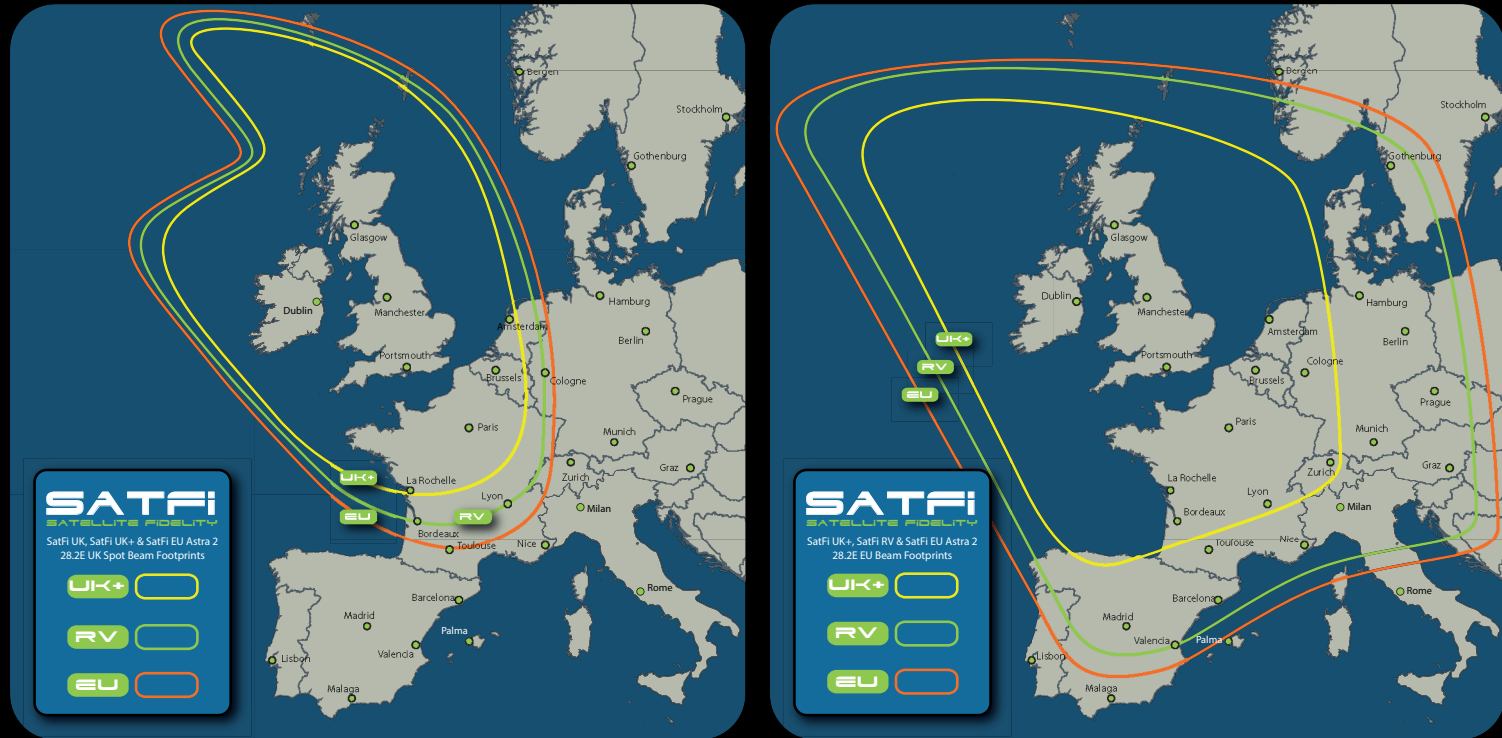 Bergen
Stockholm
Gothenburg
Glasgow
Dublin
Manchester
Hamburg
Amsterdam
Berlin
Portsmouth
Brussels
Cologne
Prague
Paris
Munich
Graz
UK+
La Rochelle
Zurich
Lyon
EU
RV
Milan
Bordeaux
Toulouse
Nice
Rome
Barcelona
Madrid
Palma
Valencia
Lisbon
Malaga
SATFi
SATELLITE FIDELITY
SatFi UK, SatFi UK+ & SatFi EU Astra 2
28.2E UK Spot Beam Footprints
UK+
RV
EU
Bergen
Stockholm
Gothenburg
Glasgow
Dublin
Manchester
Hamburg
Amsterdam
Berlin
UK+
RV
EU
Portsmouth
Brussels
Cologne
Prague
Paris
Munich
Graz
La Rochelle
Zurich
Lyon
Milan
Bordeaux
Toulouse
Nice
Rome
Barcelona
Madrid
Palma
Valencia
Lisbon
Malaga
SATFi
SATELLITE FIDELITY
SatFi UK+, SatFi RV & SatFi EU Astra 2
28.2E EU Beam Footprints
UK+
RV
EU